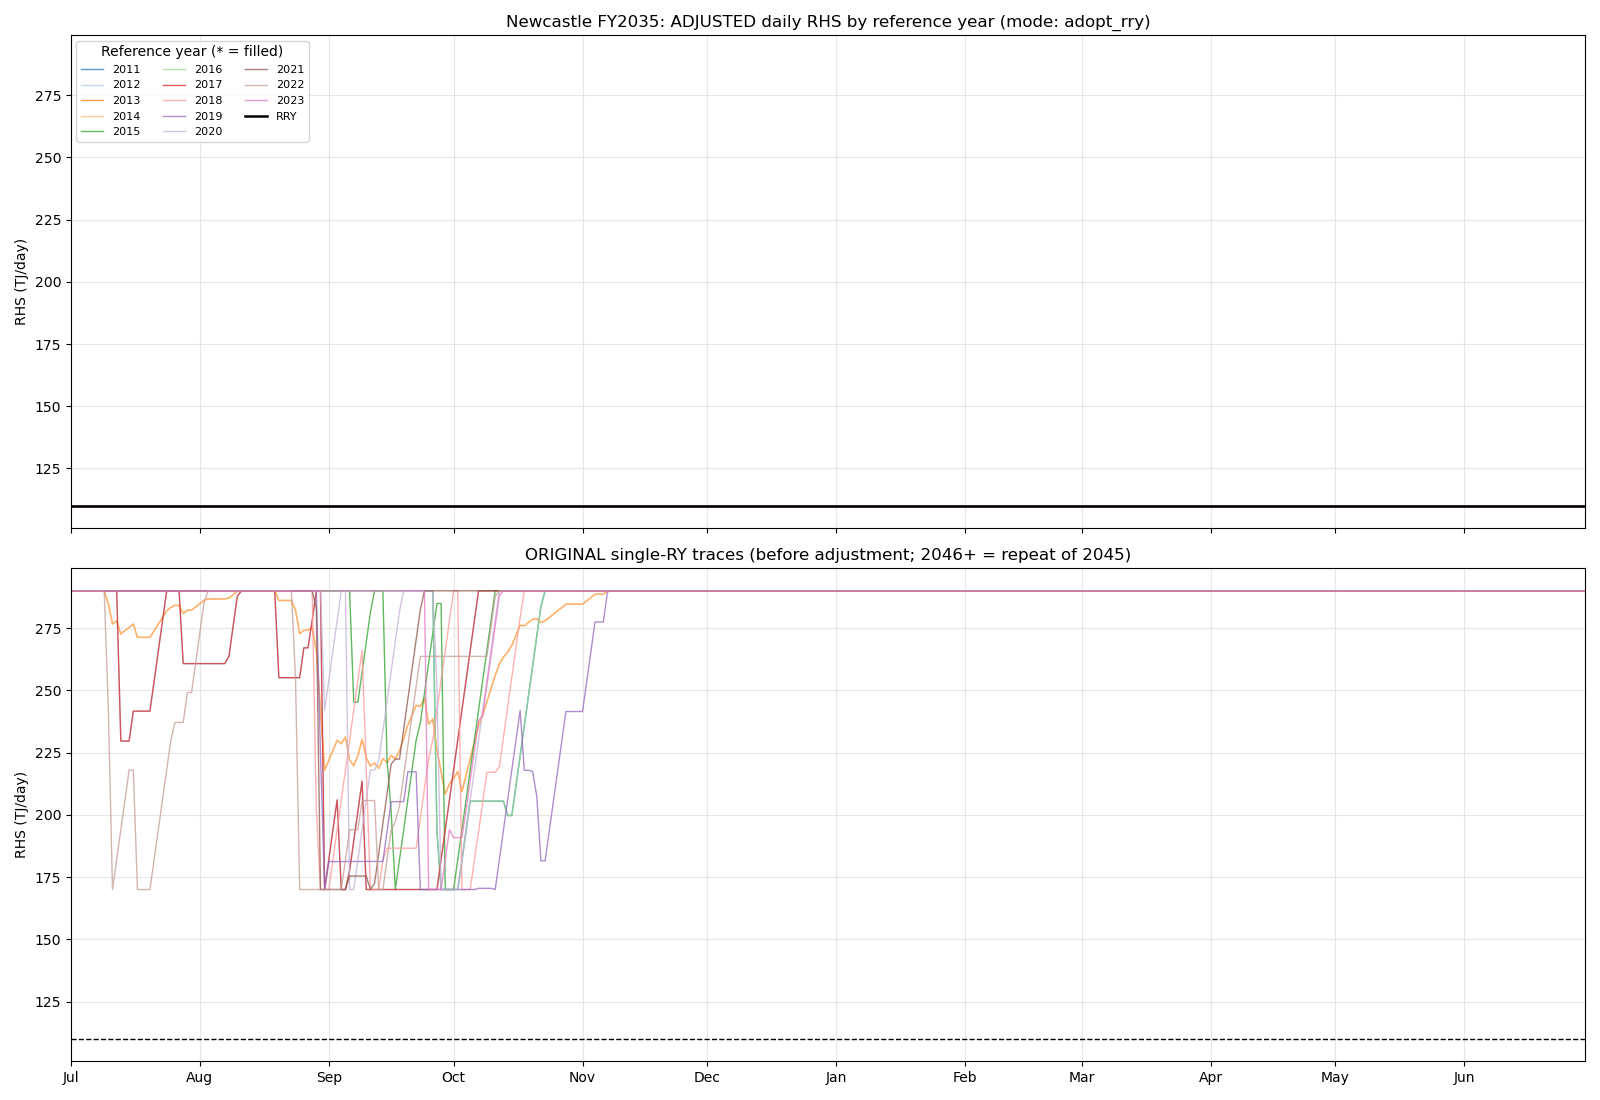 Newcastle FY2035: ADJUSTED daily RHS by reference year (mode: adopt_rry)
Reference year (* = filled)
2011 2016 2021
2012 2017 2022
2013 2018 2023
2014 2019 RRY
2015 2020
275
250
225
200
175
150
125
RHS (TJ/day)
ORIGINAL single-RY traces (before adjustment; 2046+ = repeat of 2045)
275
250
225
200
175
150
125
RHS (TJ/day)
Jul Aug Sep Oct Nov Dec Jan Feb Mar Apr May Jun